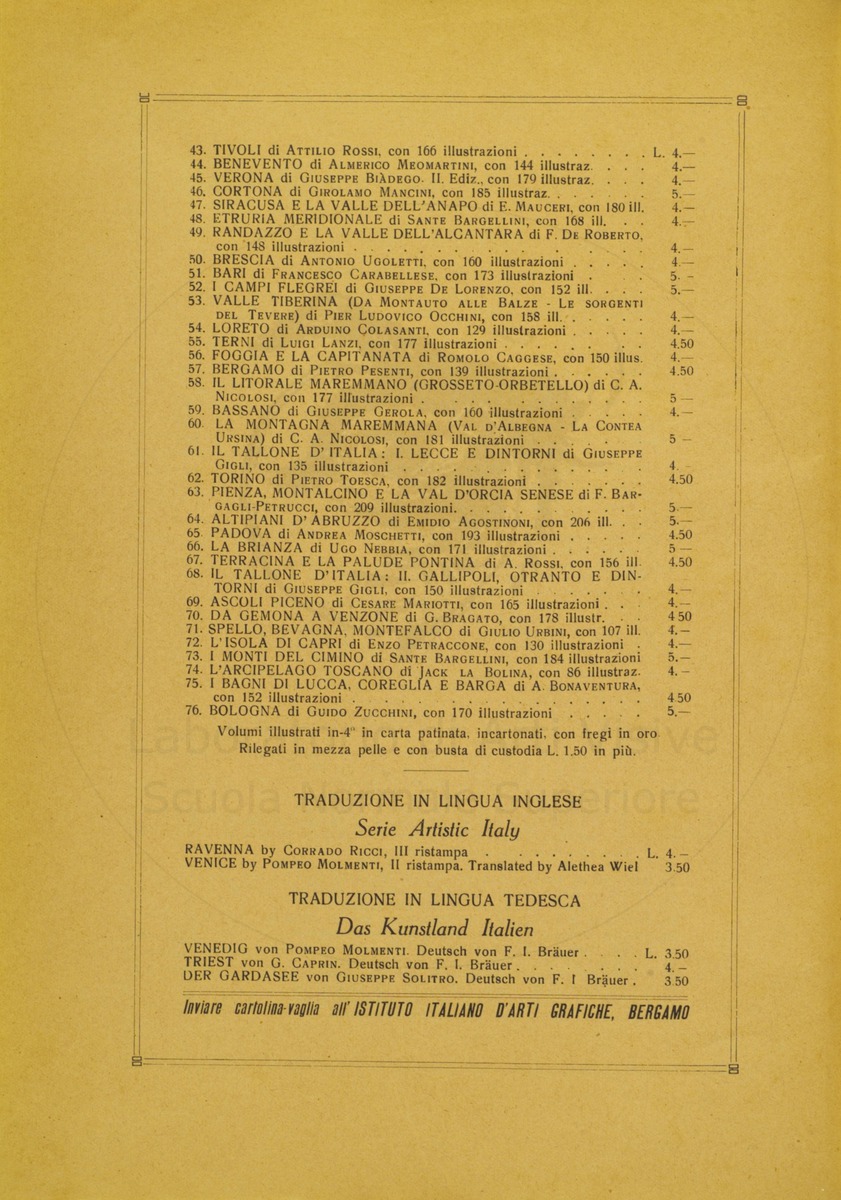 43. TIVOLI di ATTILIO ROSSI, con 166 illustrazioni . . . . . . . . L. 4.—
44. BENEVENTO di ALMERICO MEOMARTINI, con 144 illustraz. . . . 4.—
45. VERONA di GIUSEPPE BIADEGO. II. Ediz., con 179 illustraz. . . . 4.—
46. CORTONA di GIROLAMO MANCINI, con 185 illustraz. . . . . 5.—
47. SIRACUSA E LA VALLE DELL'ANAPO di E. MAUCERI, con 180 ill. 4.—
48. ETRURIA MERIDIONALE di SANTE BARGELLINI, con 168 ill. . . 4.—
49. RANDAZZO E LA VALLE DELL'ALCANTARA di F. DE ROBERTO,
con 148 illustrazioni . . . . . . . . . . . . . . 4.—
50. BRESCIA di ANTONIO UGOLETTI, con 160 illustrazioni . . . . . 4.—
51. BARI di FRANCESCO CARABELLESE, con 173 illustrazioni . . . 5.—
52. I CAMPI FLEGREI di GIUSEPPE DE LORENZO, con 152 ill. . . . 5.—
53. VALLE TIBERINA (DA MONTAUTO ALLE BALZE - LE SORGENTI
DEL TEVERE) di PIER LUDOVICO OCCHINI, con 158 ill. . . . . . 4.—
54. LORETO di ARDUINO COLASANTI, con 129 illustrazioni . . . . . 4.—
55. TERNI di LUIGI LANZI, con 177 illustrazioni . . . . . . . . 4.50
56. FOGGIA E LA CAPITANATA di ROMOLO CAGGESE, con 150 illus. 4.—
57. BERGAMO di PIETRO PESENTI, con 139 illustrazioni . . . . . . 4.50
58. IL LITORALE MAREMMANO (GROSSETO-ORBETELLO) di C. A.
NICOLOSI, con 177 illustrazioni . . . . . . . . . . . 5 —
59. BASSANO di GIUSEPPE GEROLA, con 160 illustrazioni . . . . . 4.—
60. LA MONTAGNA MAREMMANA (VAL D'ALBEGNA - LA CONTEA
URSINA) di C. A. NICOLOSI, con 181 illustrazioni . . . . . . 5 —
61. IL TALLONE D'ITALIA: I. LECCE E DINTORNI di GIUSEPPE
GIGLI, con 135 illustrazioni . . . . . . . . . . . . 4
62. TORINO di PIETRO TOESCA, con 182 illustrazioni . . . . . . 4.50
63. PIENZA, MONTALCINO E LA VAL D'ORCIA SENESE di F. BAR-
GAGLI-PETRUCCI, con 209 illustrazioni. . . . . . . . . . 5.—
64. ALTIPIANI D'ABRUZZO di EMIDIO AGOSTINONI, con 206 ill. . . 5.—
65 PADOVA di ANDREA MOSCHETTI, con 193 illustrazioni . . . . . 4.50
66. LA BRIANZA di UGO NEBBIA, con 171 illustrazioni . . . . . . 5 —
67. TERRACINA E LA PALUDE PONTINA di A. ROSSI, con 156 ill. 4.50
68. IL TALLONE D'ITALIA: II. GALLIPOLI, OTRANTO E DIN-
TORNI di GIUSEPPE GIGLI, con 150 illustrazioni . . . . . . 4.—
69. ASCOLI PICENO di CESARE MARIOTTI, con 165 illustrazioni . . . 4.—
70. DA GEMONA A VENZONE di G. BRAGATO, con 178 illustr. . . 4 50
71. SPELLO, BEVAGNA, MONTEFALCO di GIULIO URBINI, con 107 ill. 4.—
72. L'ISOLA DI CAPRI di ENZO PETRACCONE, con 130 illustrazioni . 4.—
73. I MONTI DEL CIMINO di SANTE BARGELLINI, con 184 illustrazioni 5.—
74. L'ARCIPELAGO TOSCANO di JACK LA BOLINA, con 86 illustraz. 4.—
75. I BAGNI DI LUCCA, COREGLIA E BARGA di A. BONAVENTURA,
con 152 illustrazioni . . . . . . . . . . . . . . 4 50
76. BOLOGNA di GUIDO ZUCCHINI, con 170 illustrazioni . . . . . 5.—
Volumi illustrati in-4° in carta patinata, incartonati, con fregi in oro
Rilegati in mezza pelle e con busta di custodia L. 1.50 in più.
TRADUZIONE IN LINGUA INGLESE
Serie Artistic Italy
RAVENNA by CORRADO RICCI, III ristampa . . . . . . . . L. 4.—
VENICE by POMPEO MOLMENTI, II ristampa. Translated by Alethea Wiel 3.50
TRADUZIONE IN LINGUA TEDESCA
Das Kunstland Italien
VENEDIG von POMPEO MOLMENTI. Deutsch von F. I. Bräuer . . . . L. 3.50
TRIEST von G. CAPRIN. Deutsch von F. I. Bräuer . . . . . . . 4.—
DER GARDASEE von GIUSEPPE SOLITRO. Deutsch von F. I Bräuer . 3.50
Inviare cartolina-vaglia all'ISTITUTO ITALIANO D'ARTI GRAFICHE, BERGAMO